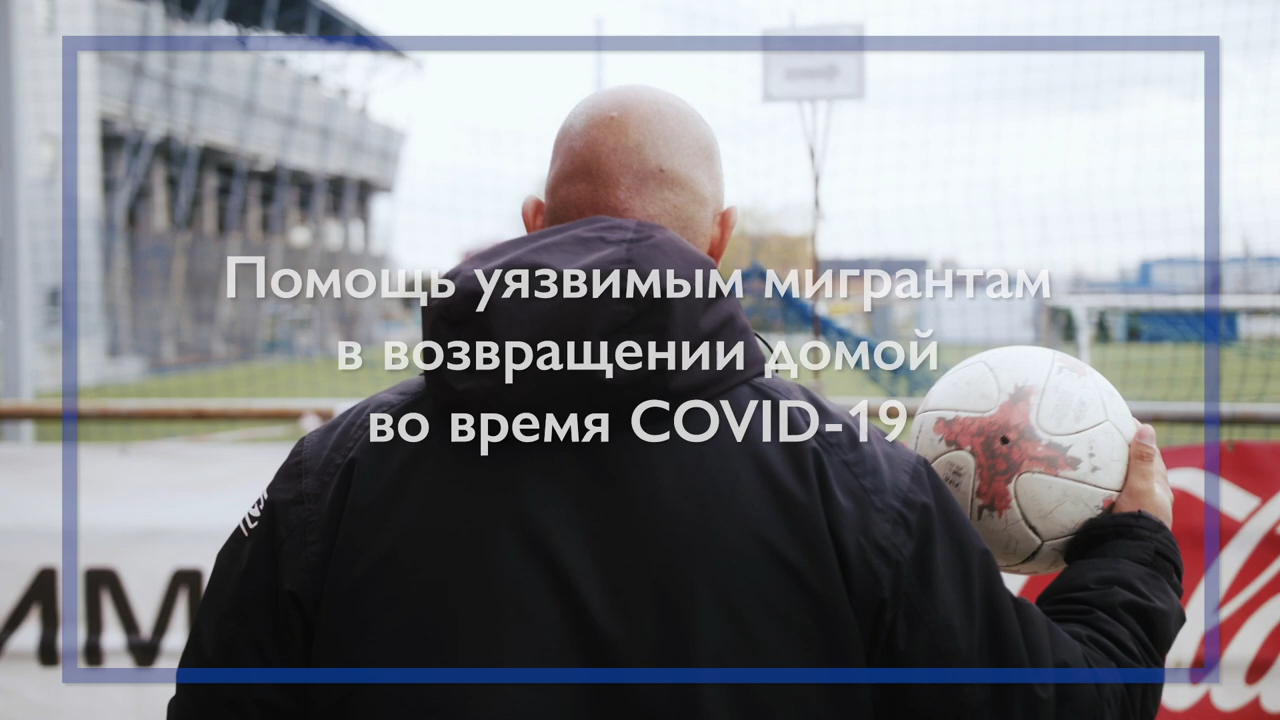 Помощь уязвимым мигрантам
в возвращении домой
во время COVID-19